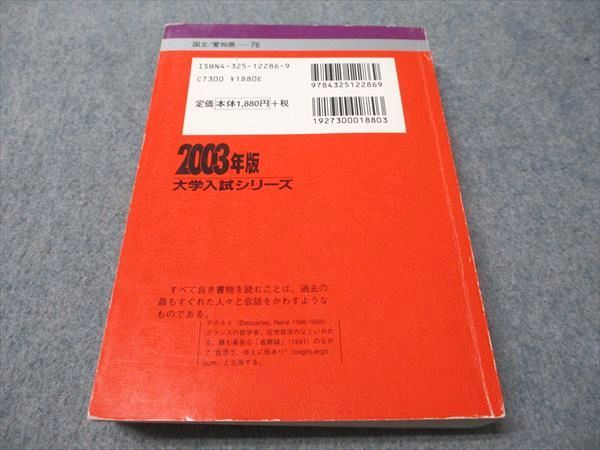 国立/愛知県 — 76
ISBN4-325-12286-9
C7300 ¥1880E
定価 本体1,880円 +税
9784325122869
1927300018803
2003年版
大学入試シリーズ
すべて良き書物を読むことは、過去の
最もすぐれた人々と会話をかわすような
ものである。
デカルト (Descartes, René 1596-1650)
フランスの哲学者。近世哲学の父といわれ
る。最も著名な「省察録」(1641) のなか
で“我思う、ゆえに我あり”(cogito,ergo
sum) と主張する。